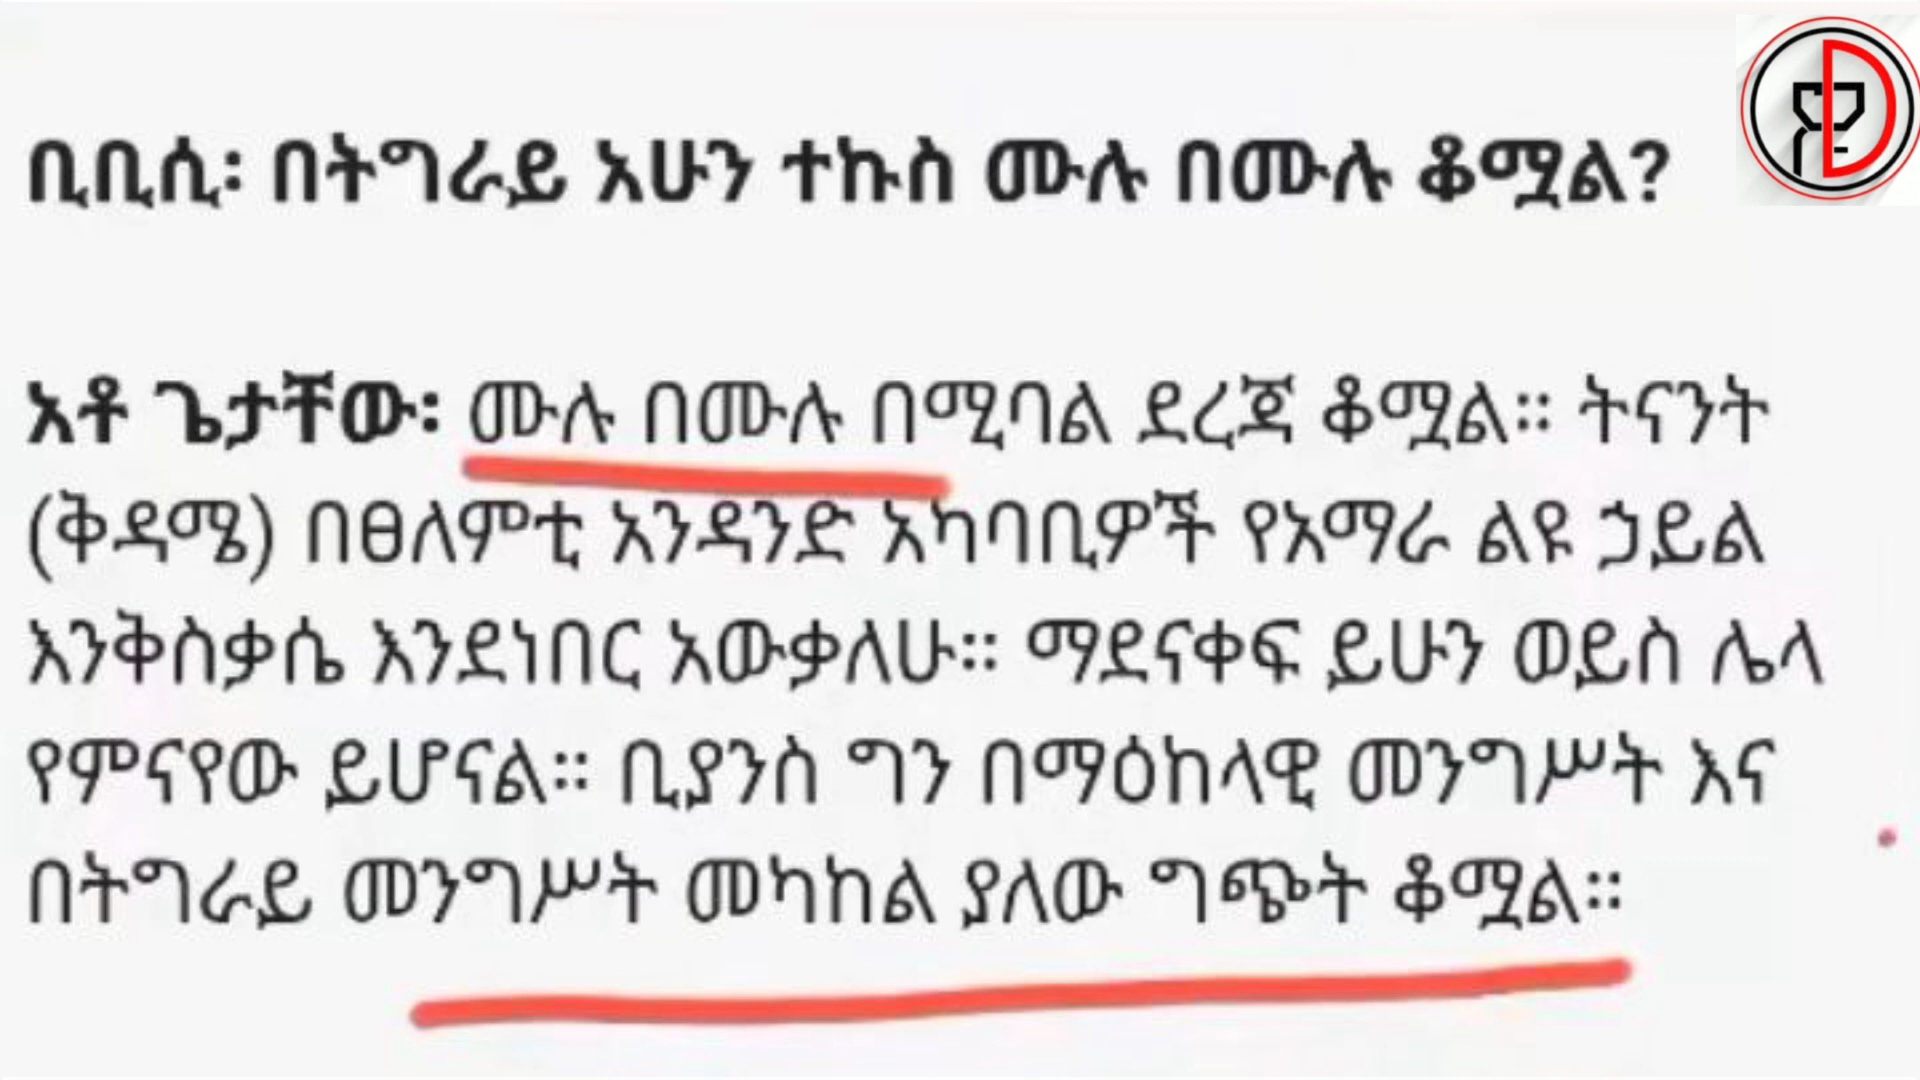 ቢቢሲ፡ በትግራይ አሁን ተኩስ ሙሉ በሙሉ ቆሟል?
አቶ ጌታቸው፡ ሙሉ በሙሉ በሚባል ደረጃ ቆሟል። ትናንት
(ቅዳሜ) በፀለምቲ አንዳንድ አካባቢዎች የአማራ ልዩ ኃይል
እንቅስቃሴ እንደነበር አውቃለሁ። ማደናቀፍ ይሁን ወይስ ሌላ
የምናየው ይሆናል። ቢያንስ ግን በማዕከላዊ መንግሥት እና
በትግራይ መንግሥት መካከል ያለው ግጭት ቆሟል።